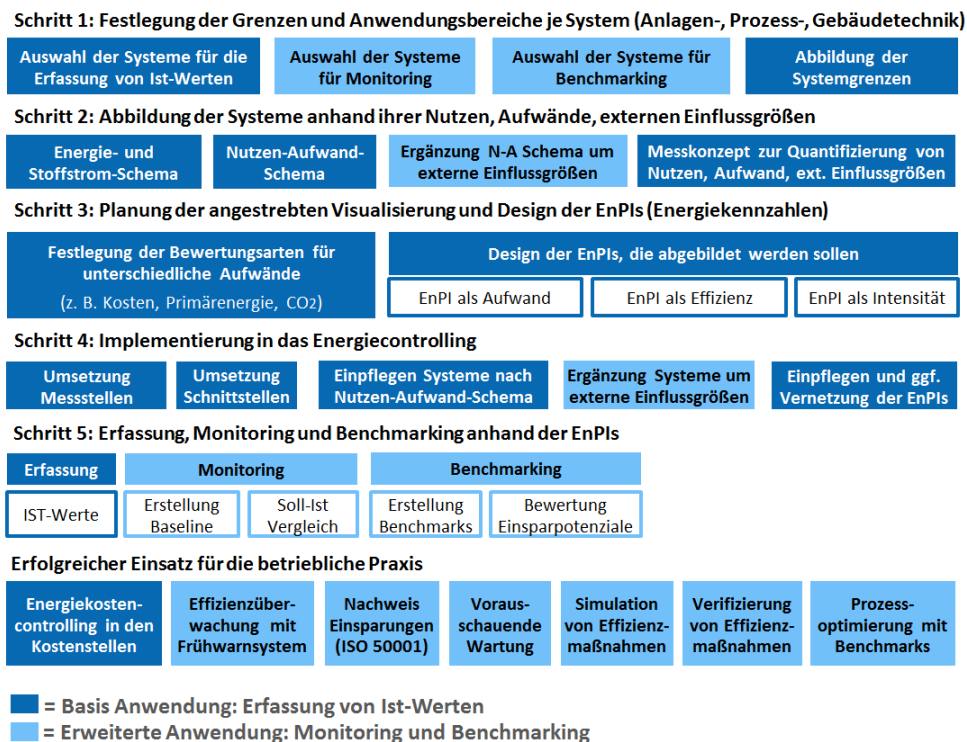 Schritt 1: Festlegung der Grenzen und Anwendungsbereiche je System (Anlagen-, Prozess-, Gebäudetechnik)
Auswahl der Systeme für die
Erfassung von Ist-Werten
Auswahl der Systeme
für Monitoring
Auswahl der Systeme für
Benchmarking
Abbildung der
Systemgrenzen
Schritt 2: Abbildung der Systeme anhand ihrer Nutzen, Aufwände, externen Einflussgrößen
Energie- und
Stoffstrom-Schema
Nutzen-Aufwand-
Schema
Ergänzung N-A Schema um
externe Einflussgrößen
Messkonzept zur Quantifizierung von
Nutzen, Aufwand, ext. Einflussgrößen
Schritt 3: Planung der angestrebten Visualisierung und Design der EnPIs (Energiekennzahlen)
Festlegung der Bewertungsarten für
unterschiedliche Aufwände
(z. B. Kosten, Primärenergie, CO2)
Design der EnPIs, die abgebildet werden sollen
EnPI als Aufwand
EnPI als Effizienz
EnPI als Intensität
Schritt 4: Implementierung in das Energiecontrolling
Umsetzung
Messstellen
Umsetzung
Schnittstellen
Einpflegen Systeme nach
Nutzen-Aufwand-Schema
Ergänzung Systeme um
externe Einflussgrößen
Einpflegen und ggf.
Vernetzung der EnPIs
Schritt 5: Erfassung, Monitoring und Benchmarking anhand der EnPIs
Erfassung
Monitoring
Benchmarking
IST-Werte
Erstellung
Baseline
Soll-Ist
Vergleich
Erstellung
Benchmarks
Bewertung
Einsparpotenziale
Erfolgreicher Einsatz für die betriebliche Praxis
Energiekosten-
controlling in den
Kostenstellen
Effizienzüber-
wachung mit
Frühwarnsystem
Nachweis
Einsparungen
(ISO 50001)
Voraus-
schauende
Wartung
Simulation
von Effizienz-
maßnahmen
Verifizierung
von Effizienz-
maßnahmen
Prozess-
optimierung mit
Benchmarks
= Basis Anwendung: Erfassung von Ist-Werten
= Erweiterte Anwendung: Monitoring und Benchmarking